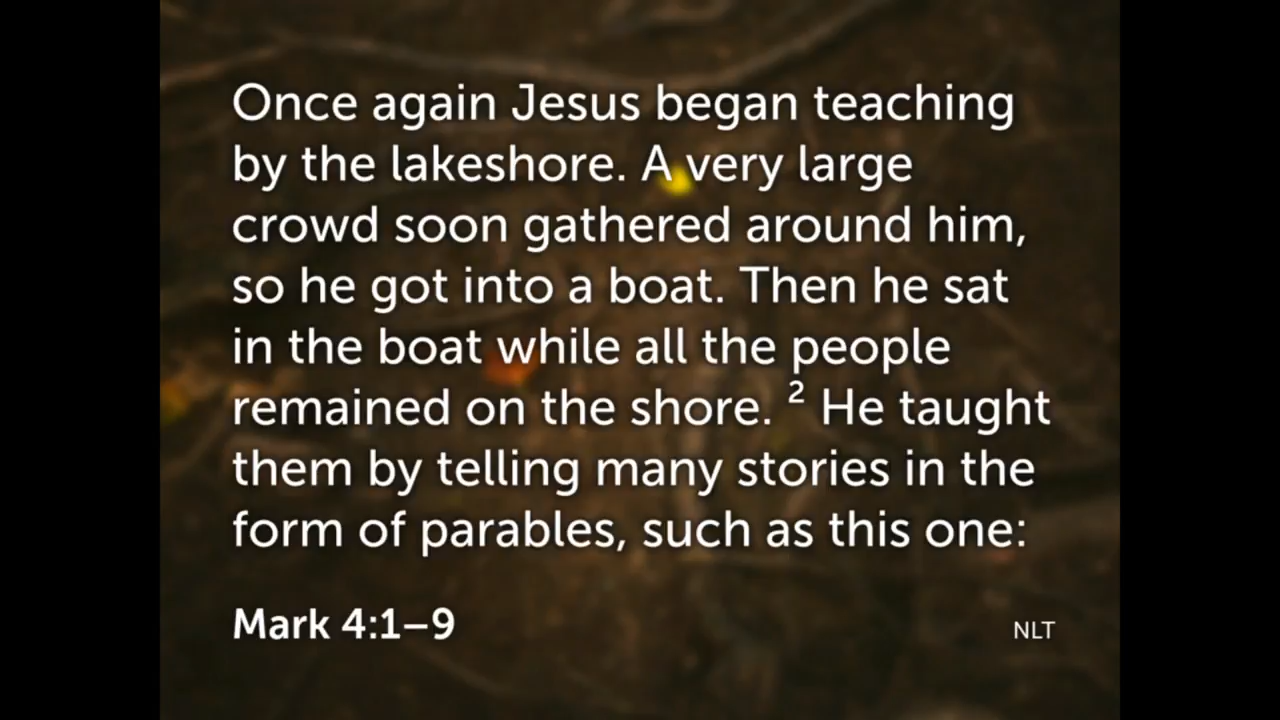 Once again Jesus began teaching
by the lakeshore. A very large
crowd soon gathered around him,
so he got into a boat. Then he sat
in the boat while all the people
remained on the shore. ² He taught
them by telling many stories in the
form of parables, such as this one:
Mark 4:1–9
NLT